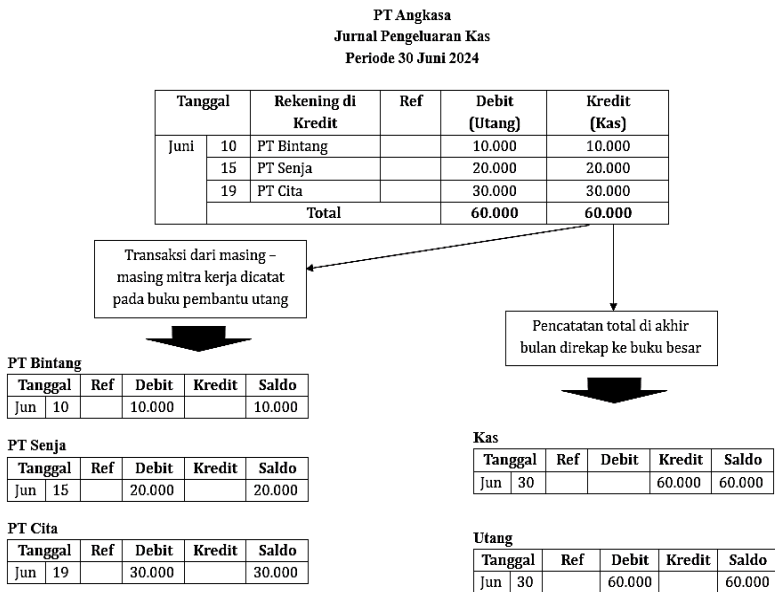 PT Angkasa
Jurnal Pengeluaran Kas
Periode 30 Juni 2024
Tanggal Rekening di Kredit Ref Debit (Utang) Kredit (Kas)
Juni 10 PT Bintang 10.000 10.000
15 PT Senja 20.000 20.000
19 PT Cita 30.000 30.000
Total 60.000 60.000
Transaksi dari masing –
masing mitra kerja dicatat
pada buku pembantu utang
Pencatatan total di akhir
bulan direkap ke buku besar
PT Bintang
Tanggal Ref Debit Kredit Saldo
Jun 10 10.000 10.000
PT Senja
Tanggal Ref Debit Kredit Saldo
Jun 15 20.000 20.000
PT Cita
Tanggal Ref Debit Kredit Saldo
Jun 19 30.000 30.000
Kas
Tanggal Ref Debit Kredit Saldo
Jun 30 60.000 60.000
Utang
Tanggal Ref Debit Kredit Saldo
Jun 30 60.000 60.000